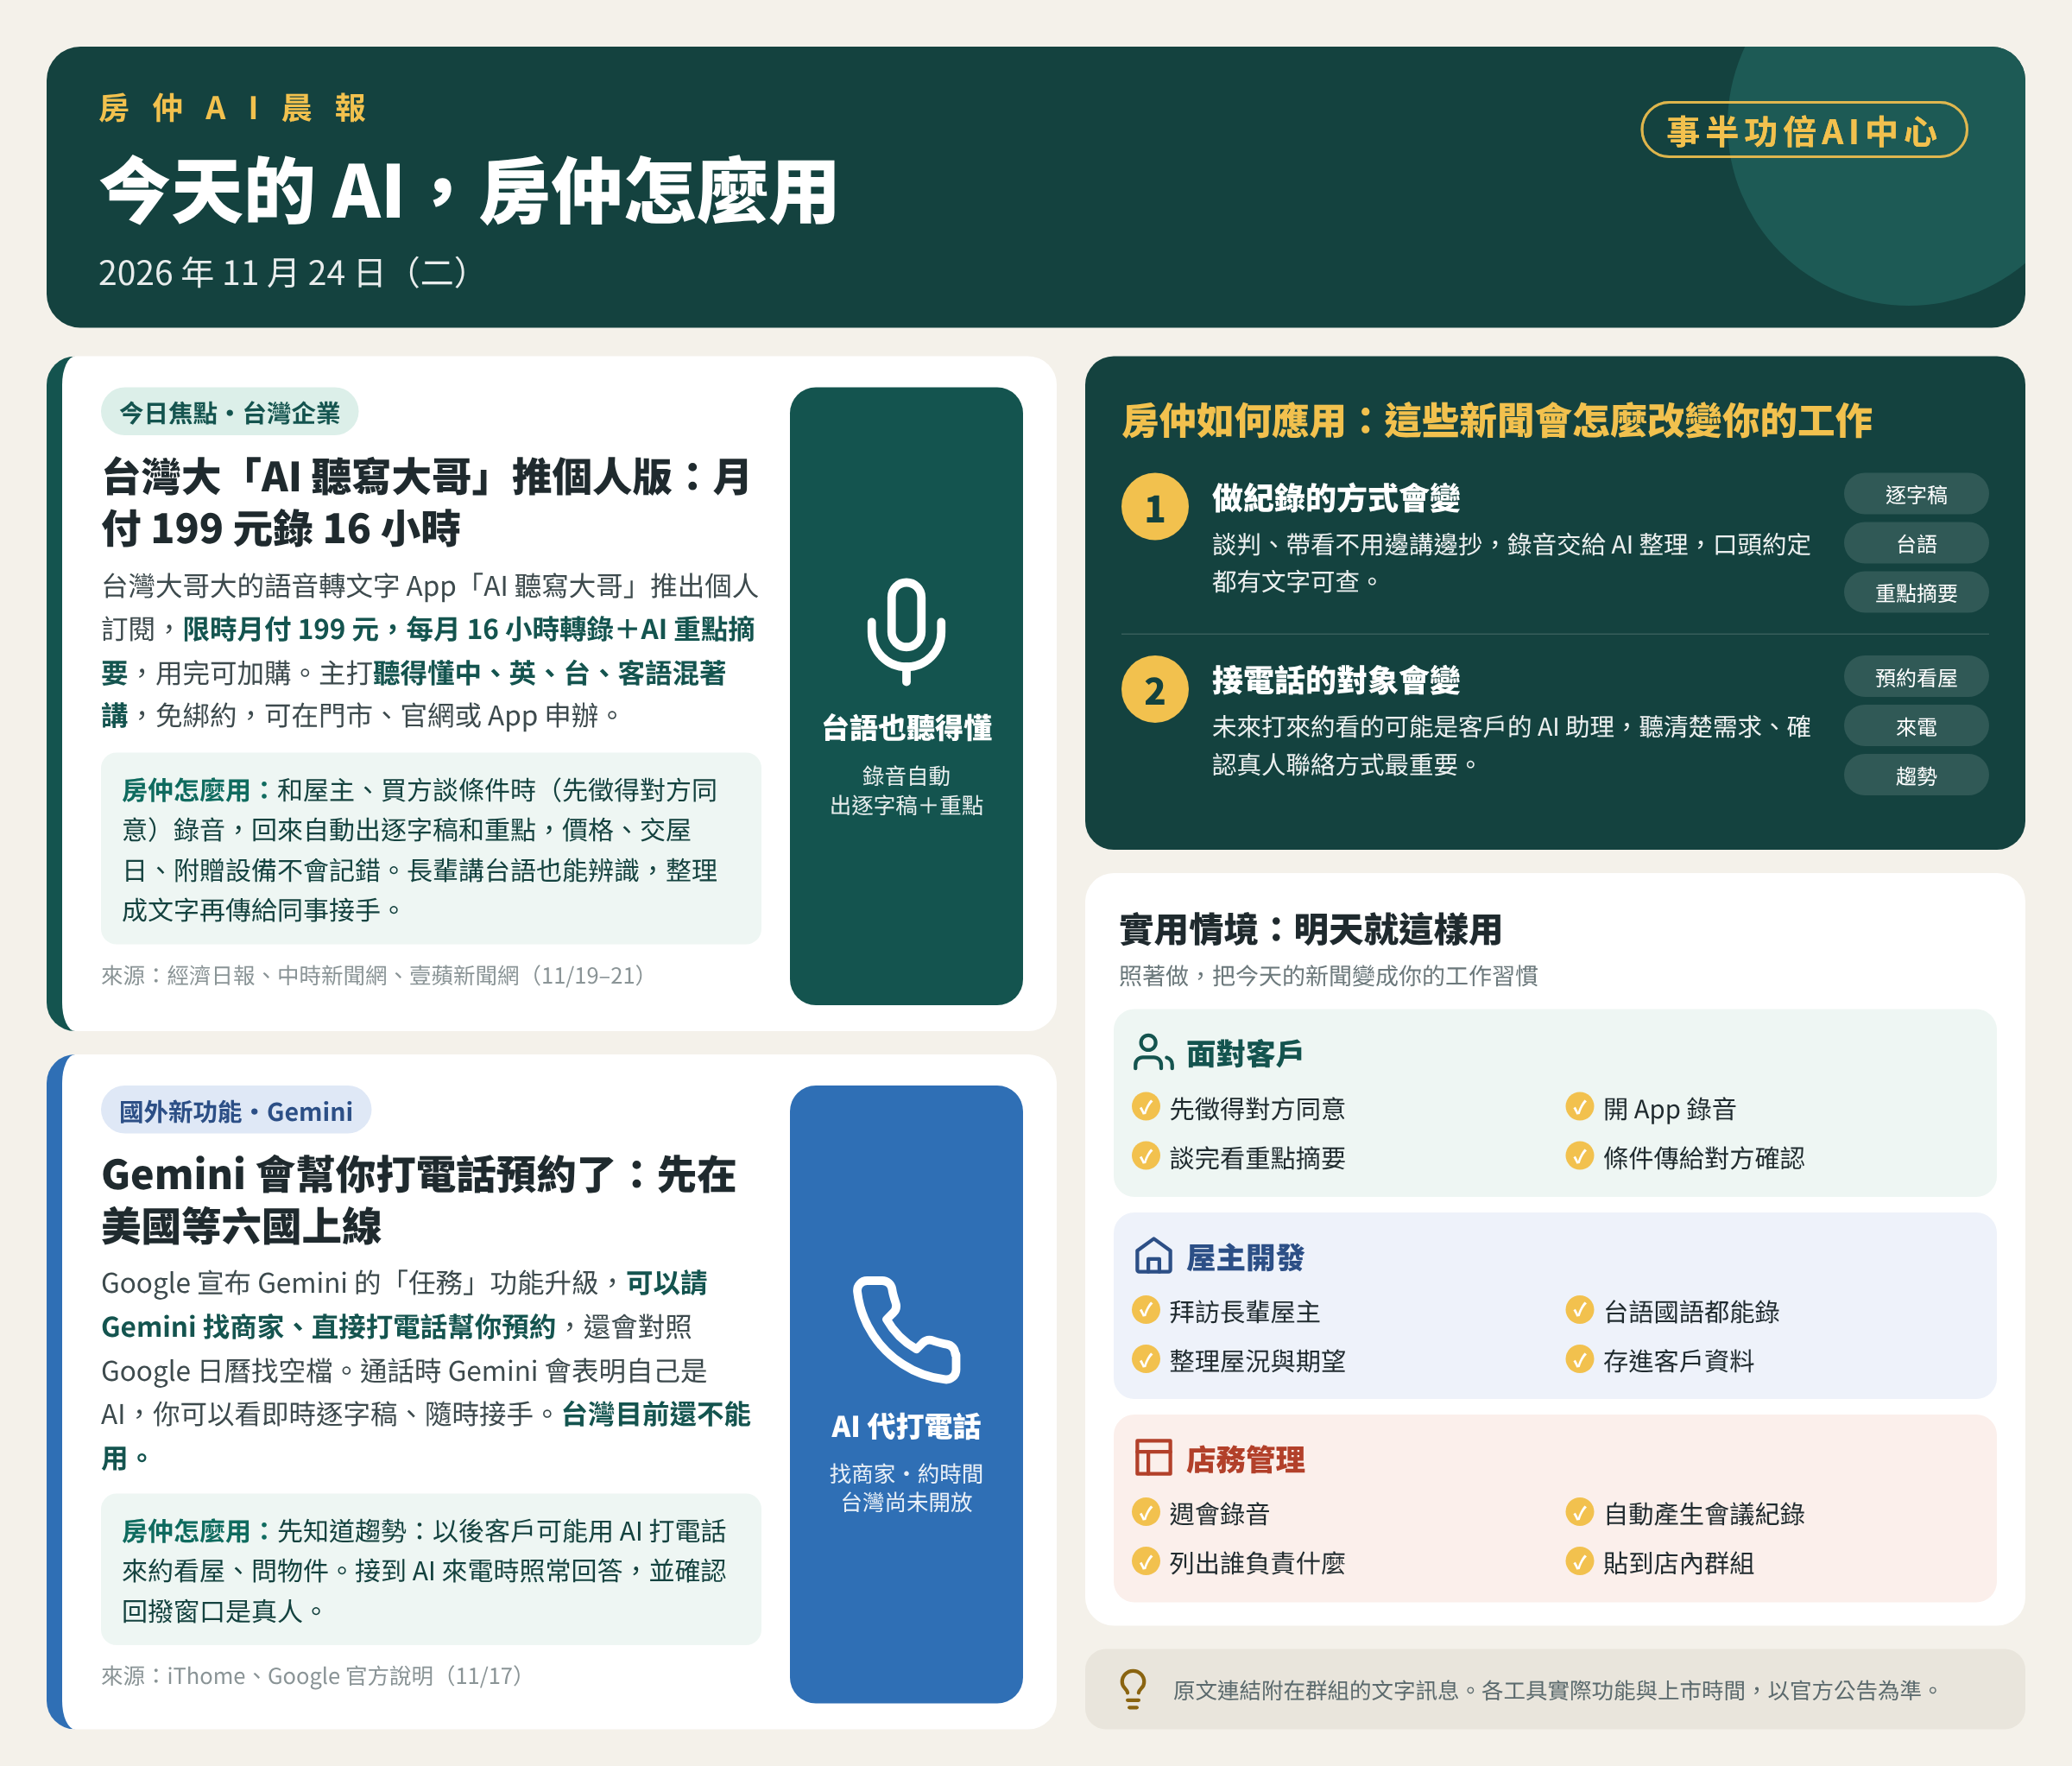 房仲AI晨報
今天的 AI，房仲怎麼用
2026 年 11 月 24 日（二）
事半功倍AI中心
今日焦點・台灣企業
台灣大「AI 聽寫大哥」推個人版：月
付 199 元錄 16 小時
台灣大哥大的語音轉文字 App「AI 聽寫大哥」推出個人
訂閱，限時月付 199 元，每月 16 小時轉錄＋AI 重點摘
要，用完可加購。主打聽得懂中、英、台、客語混著
講，免綁約，可在門市、官網或 App 申辦。
房仲怎麼用：和屋主、買方談條件時（先徵得對方同
意）錄音，回來自動出逐字稿和重點，價格、交屋
日、附贈設備不會記錯。長輩講台語也能辨識，整理
成文字再傳給同事接手。
來源：經濟日報、中時新聞網、壹蘋新聞網（11/19–21）
台語也聽得懂
錄音自動
出逐字稿＋重點
國外新功能・Gemini
Gemini 會幫你打電話預約了：先在
美國等六國上線
Google 宣布 Gemini 的「任務」功能升級，可以請
Gemini 找商家、直接打電話幫你預約，還會對照
Google 日曆找空檔。通話時 Gemini 會表明自己是
AI，你可以看即時逐字稿、隨時接手。台灣目前還不能
用。
房仲怎麼用：先知道趨勢：以後客戶可能用 AI 打電話
來約看屋、問物件。接到 AI 來電時照常回答，並確認
回撥窗口是真人。
來源：iThome、Google 官方說明（11/17）
AI 代打電話
找商家・約時間
台灣尚未開放
房仲如何應用：這些新聞會怎麼改變你的工作
1
做紀錄的方式會變
談判、帶看不用邊講邊抄，錄音交給 AI 整理，口頭約定
都有文字可查。
逐字稿
台語
重點摘要
2
接電話的對象會變
未來打來約看的可能是客戶的 AI 助理，聽清楚需求、確
認真人聯絡方式最重要。
預約看屋
來電
趨勢
實用情境：明天就這樣用
照著做，把今天的新聞變成你的工作習慣
面對客戶
先徵得對方同意
開 App 錄音
談完看重點摘要
條件傳給對方確認
屋主開發
拜訪長輩屋主
台語國語都能錄
整理屋況與期望
存進客戶資料
店務管理
週會錄音
自動產生會議紀錄
列出誰負責什麼
貼到店內群組
原文連結附在群組的文字訊息。各工具實際功能與上市時間，以官方公告為準。